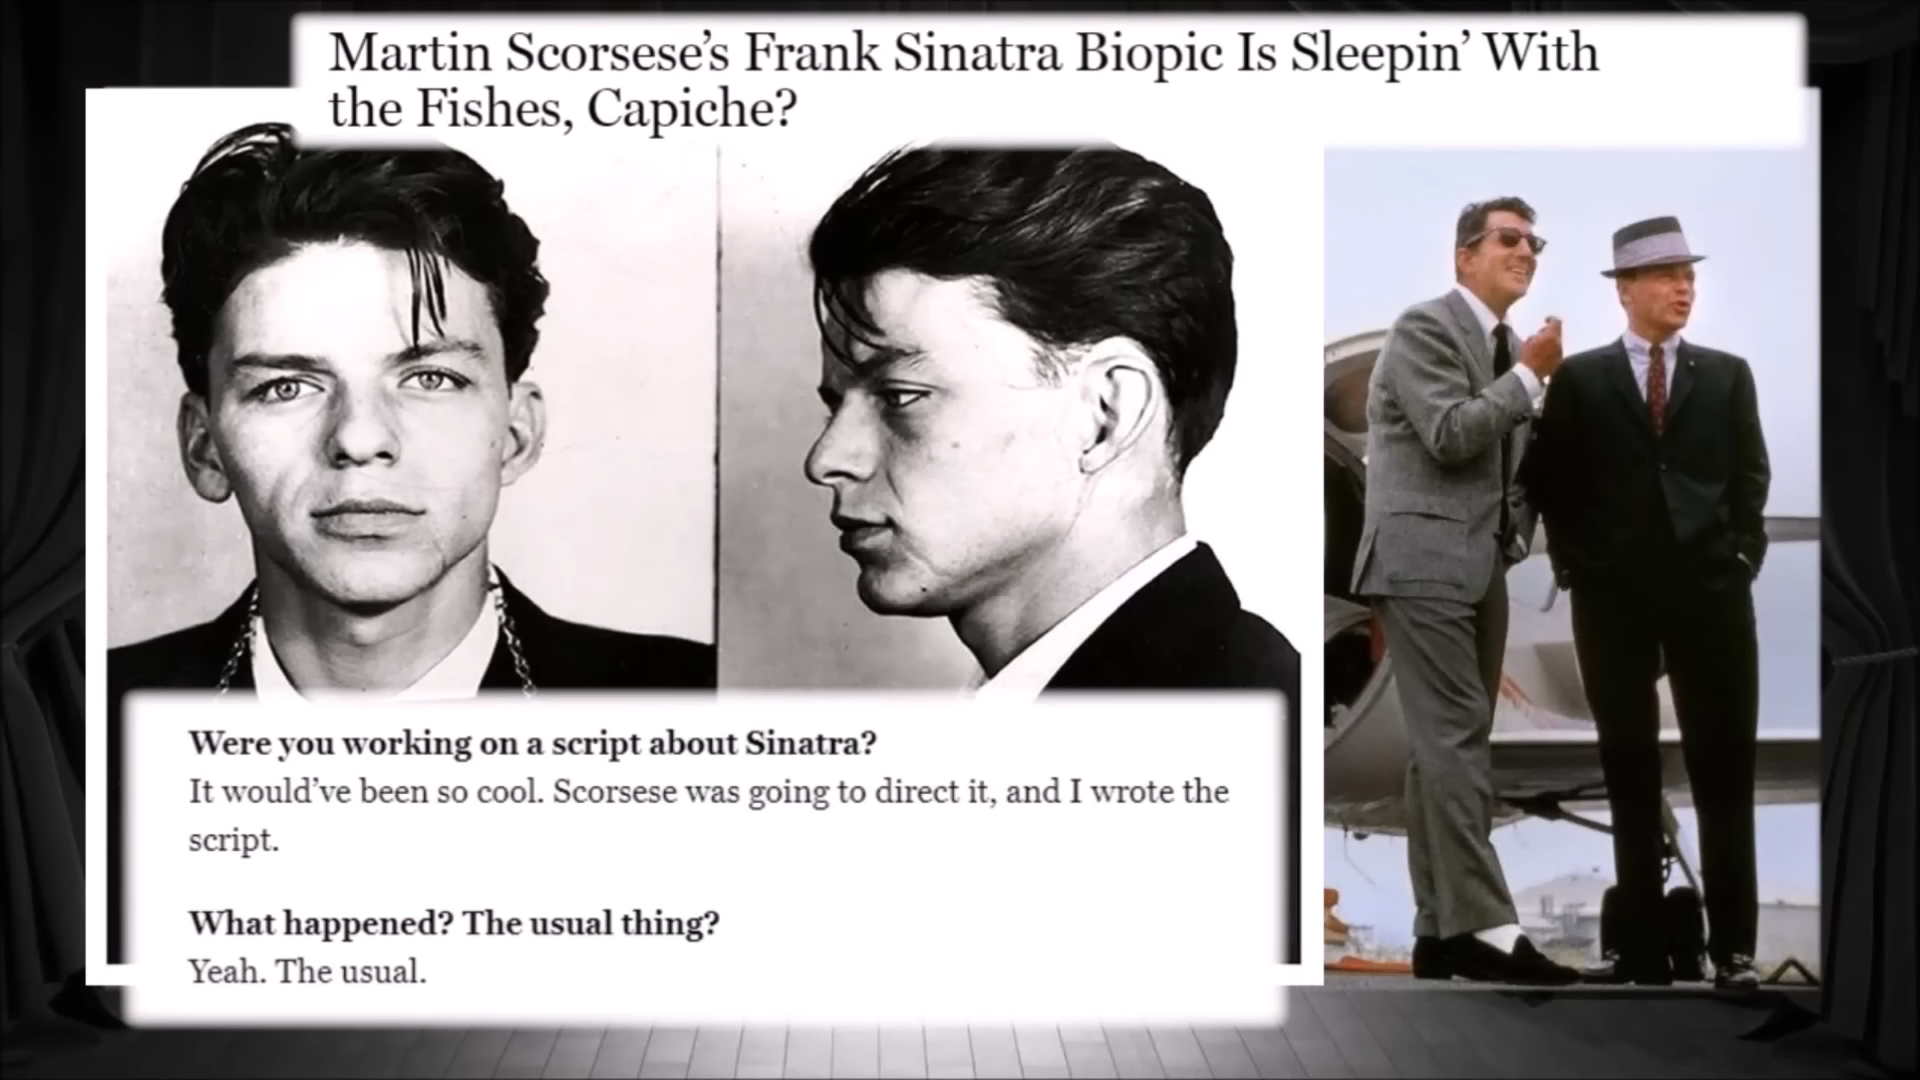 Martin Scorsese’s Frank Sinatra Biopic Is Sleepin’ With
the Fishes, Capiche?
Were you working on a script about Sinatra?
It would’ve been so cool. Scorsese was going to direct it, and I wrote the
script.
What happened? The usual thing?
Yeah. The usual.